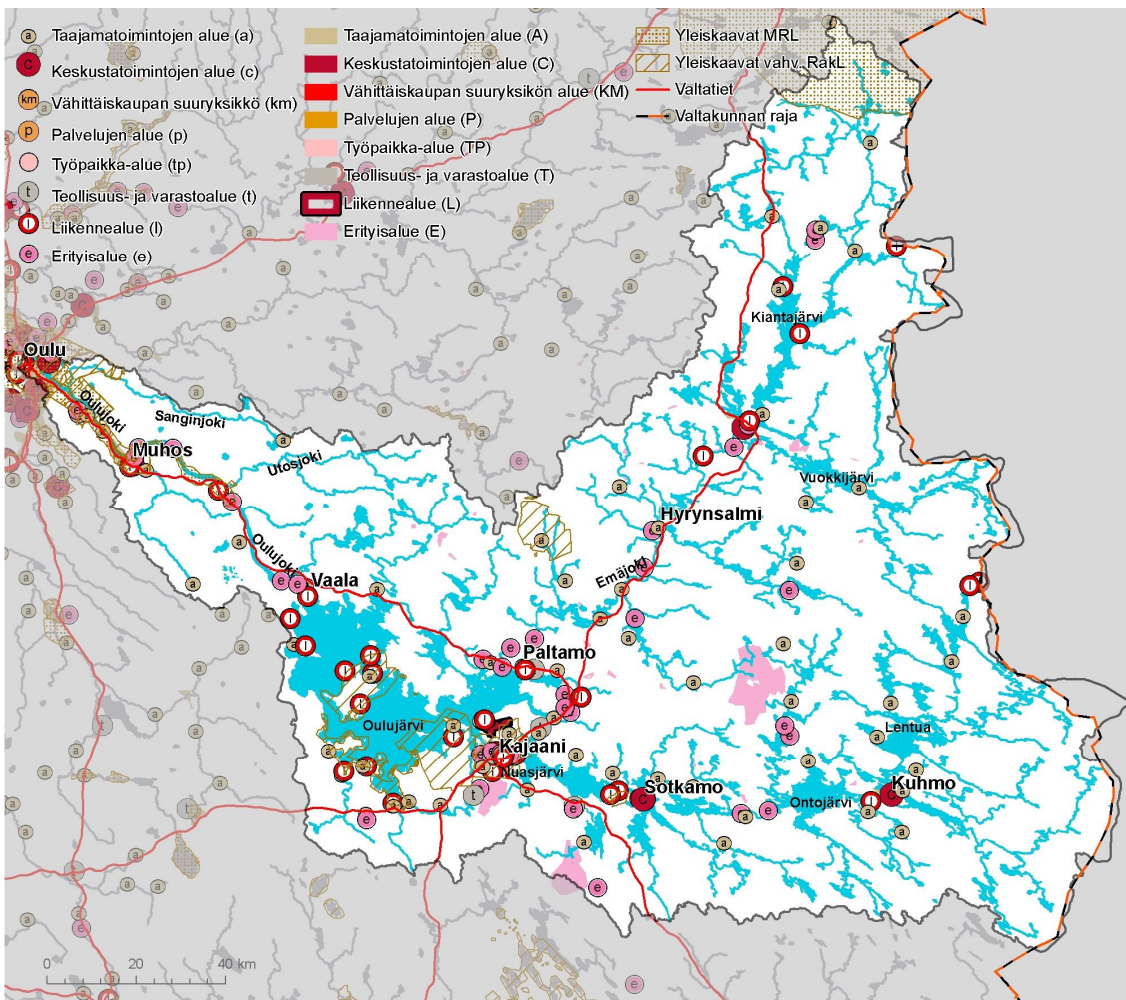 Taajamatoimintojen alue (a)
Keskustatoimintojen alue (c)
Vähittäiskaupan suuryksikkö (km)
Palvelujen alue (p)
Työpaikka-alue (tp)
Teollisuus- ja varastoalue (t)
Liikennealue (l)
Erityisalue (e)
Taajamatoimintojen alue (A)
Keskustatoimintojen alue (C)
Vähittäiskaupan suuryksikön alue (KM)
Palvelujen alue (P)
Työpaikka-alue (TP)
Teollisuus- ja varastoalue (T)
Liikennealue (L)
Erityisalue (E)
Yleiskaavat MRL
Yleiskaavat vahv. RakL
Valtatiet
Valtakunnan raja
Kiantajärvi
Oulu
Oulujoki
Sanginjoki
Muhos
Utosjoki
Vuokkijärvi
Hyrynsalmi
Oulujoki
Emäjoki
Vaala
Paltamo
Oulujärvi
Kajaani
Nuasjärvi
Lentua
Sotkamo
Kuhmo
Ontojärvi
0 20 40 km